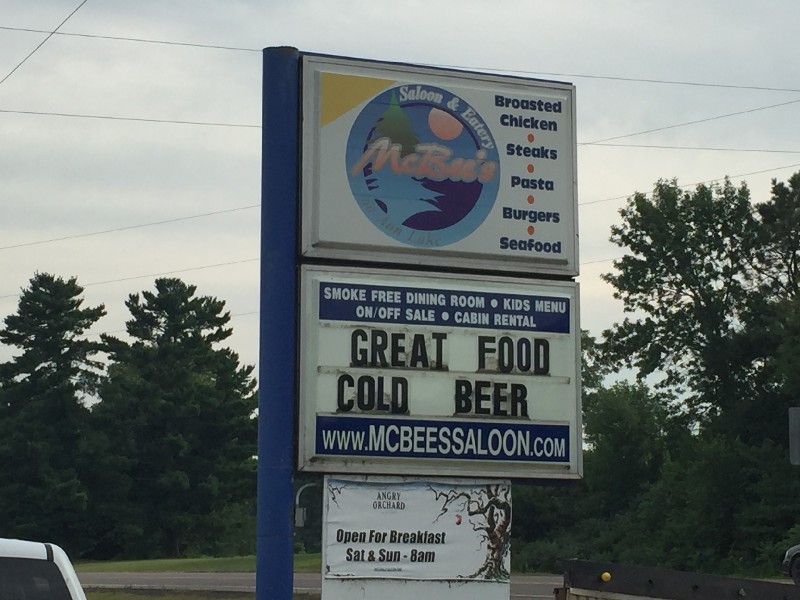 Saloon & Eatery
McBee's
Broasted
Chicken
Steaks
Pasta
Burgers
Seafood
SMOKE FREE DINING ROOM • KIDS MENU
ON/OFF SALE • CABIN RENTAL
GREAT FOOD
COLD BEER
WWW.MCBEESSALOON.COM
ANGRY
ORCHARD
Open For Breakfast
Sat & Sun - 8am